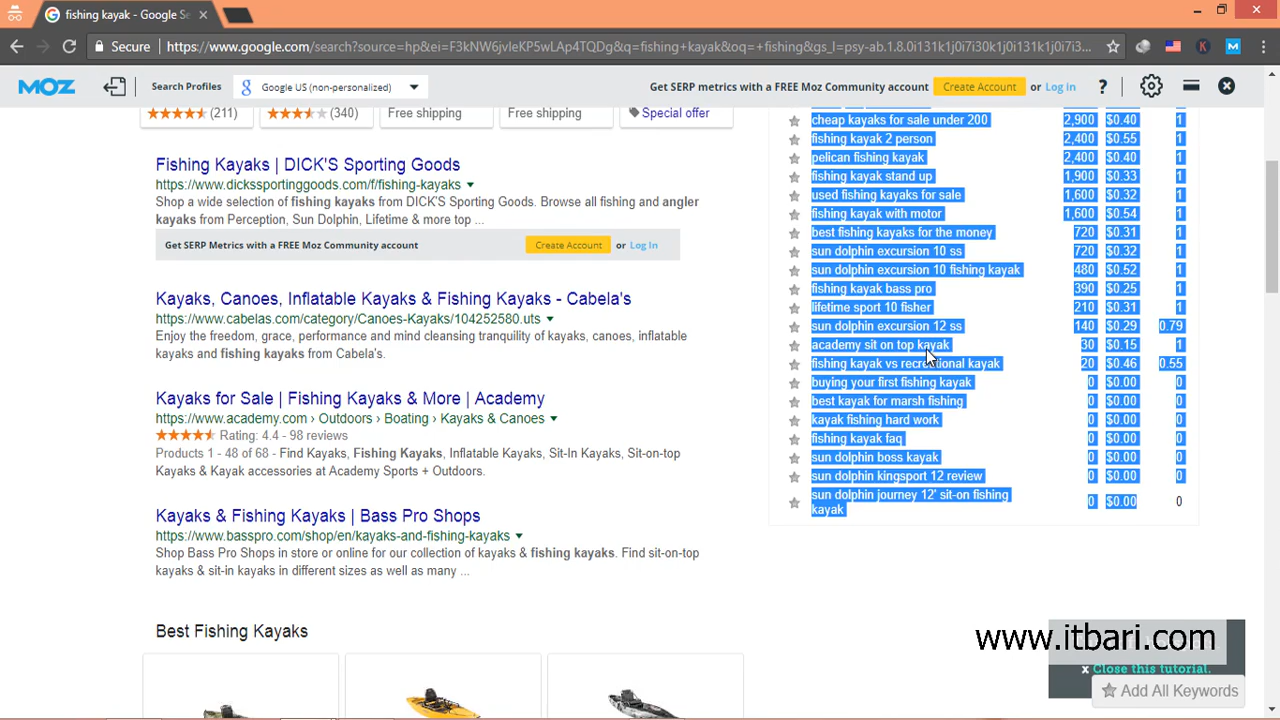 fishing kayak - Google Se
Secure
https://www.google.com/search?source=hp&ei=F3kNW6jvIeKP5wLAp4TQDg&q=fishing+kayak&oq=+fishing&gs_l=psy-ab.1.8.0i131k1j0i7i30k1j0i131k1j0i7i3...
MOZ
Search Profiles
Google US (non-personalized)
Get SERP metrics with a FREE Moz Community account
Create Account
or Log In
?
(211)
(340)
Free shipping
Free shipping
Special offer
Fishing Kayaks | DICK'S Sporting Goods
https://www.dickssportinggoods.com/f/fishing-kayaks
Shop a wide selection of fishing kayaks from DICK'S Sporting Goods. Browse all fishing and angler
kayaks from Perception, Sun Dolphin, Lifetime & more top ...
Get SERP Metrics with a FREE Moz Community account
Create Account
or Log In
Kayaks, Canoes, Inflatable Kayaks & Fishing Kayaks - Cabela's
https://www.cabelas.com/category/Canoes-Kayaks/104252580.uts
Enjoy the freedom, grace, performance and mind cleansing tranquility of kayaks, canoes, inflatable
kayaks and fishing kayaks from Cabela's.
Kayaks for Sale | Fishing Kayaks & More | Academy
https://www.academy.com › Outdoors › Boating › Kayaks & Canoes
Rating: 4.4 - 98 reviews
Products 1 - 48 of 68 - Find Kayaks, Fishing Kayaks, Inflatable Kayaks, Sit-In Kayaks, Sit-on-top
Kayaks & Kayak accessories at Academy Sports + Outdoors.
Kayaks & Fishing Kayaks | Bass Pro Shops
https://www.basspro.com/shop/en/kayaks-and-fishing-kayaks
Shop Bass Pro Shops in store or online for our collection of kayaks & fishing kayaks. Find sit-on-top
kayaks & sit-in kayaks in different sizes as well as many ...
Best Fishing Kayaks
cheap kayaks for sale under 200 2,900 $0.40 1
fishing kayak 2 person 2,400 $0.55 1
pelican fishing kayak 2,400 $0.40 1
fishing kayak stand up 1,900 $0.33 1
used fishing kayaks for sale 1,600 $0.32 1
fishing kayak with motor 1,600 $0.54 1
best fishing kayaks for the money 720 $0.31 1
sun dolphin excursion 10 ss 720 $0.32 1
sun dolphin excursion 10 fishing kayak 480 $0.52 1
fishing kayak bass pro 390 $0.25 1
lifetime sport 10 fisher 210 $0.31 1
sun dolphin excursion 12 ss 140 $0.29 0.79
academy sit on top kayak 30 $0.15 1
fishing kayak vs recreational kayak 20 $0.46 0.55
buying your first fishing kayak 0 $0.00 0
best kayak for marsh fishing 0 $0.00 0
kayak fishing hard work 0 $0.00 0
fishing kayak faq 0 $0.00 0
sun dolphin boss kayak 0 $0.00 0
sun dolphin kingsport 12 review 0 $0.00 0
sun dolphin journey 12' sit-on fishing
kayak 0 $0.00 0
www.itbari.com
x Close this tutorial.
Add All Keywords